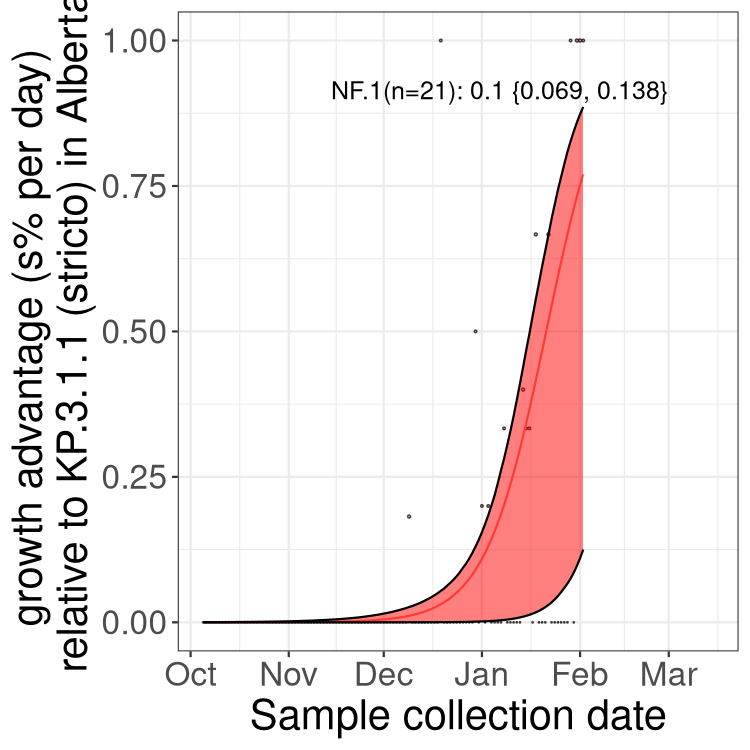 growth advantage (s% per day)
relative to KP.3.1.1 (stricto) in Alberta
1.00
0.75
0.50
0.25
0.00
NF.1(n=21): 0.1 {0.069, 0.138}
Oct Nov Dec Jan Feb Mar
Sample collection date